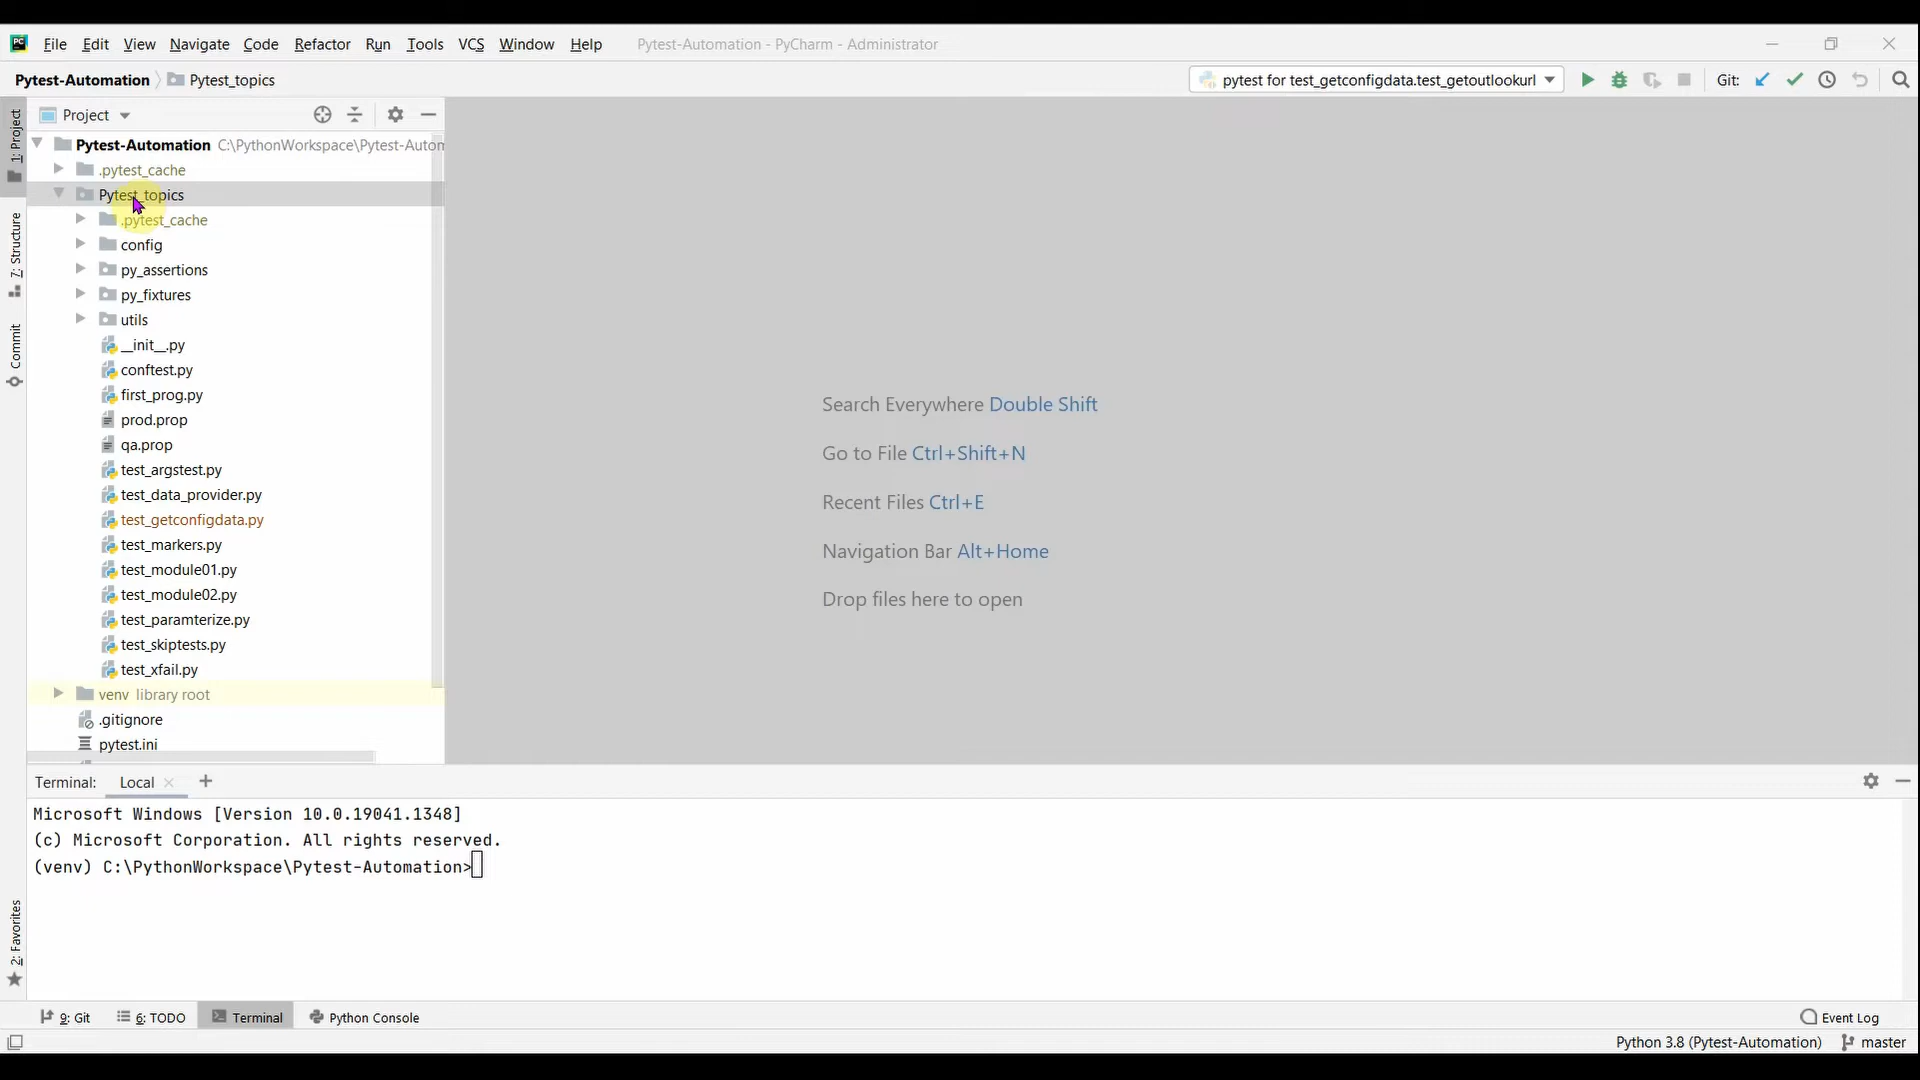 PC File Edit View Navigate Code Refactor Run Tools VCS Window Help Pytest-Automation - PyCharm - Administrator
Pytest-Automation Pytest_topics pytest for test_getconfigdata.test_getoutlookurl Git:
1: Project
7: Structure
Commit
2: Favorites
Project
Pytest-Automation C:\PythonWorkspace\Pytest-Autom
.pytest_cache
Pytest_topics
.pytest_cache
config
py_assertions
py_fixtures
utils
__init__.py
conftest.py
first_prog.py
prod.prop
qa.prop
test_argstest.py
test_data_provider.py
test_getconfigdata.py
test_markers.py
test_module01.py
test_module02.py
test_paramterize.py
test_skiptests.py
test_xfail.py
venv library root
.gitignore
pytest.ini
Search Everywhere Double Shift
Go to File Ctrl+Shift+N
Recent Files Ctrl+E
Navigation Bar Alt+Home
Drop files here to open
Terminal: Local
Microsoft Windows [Version 10.0.19041.1348]
(c) Microsoft Corporation. All rights reserved.
(venv) C:\PythonWorkspace\Pytest-Automation>
9: Git 6: TODO Terminal Python Console Event Log
Python 3.8 (Pytest-Automation) master